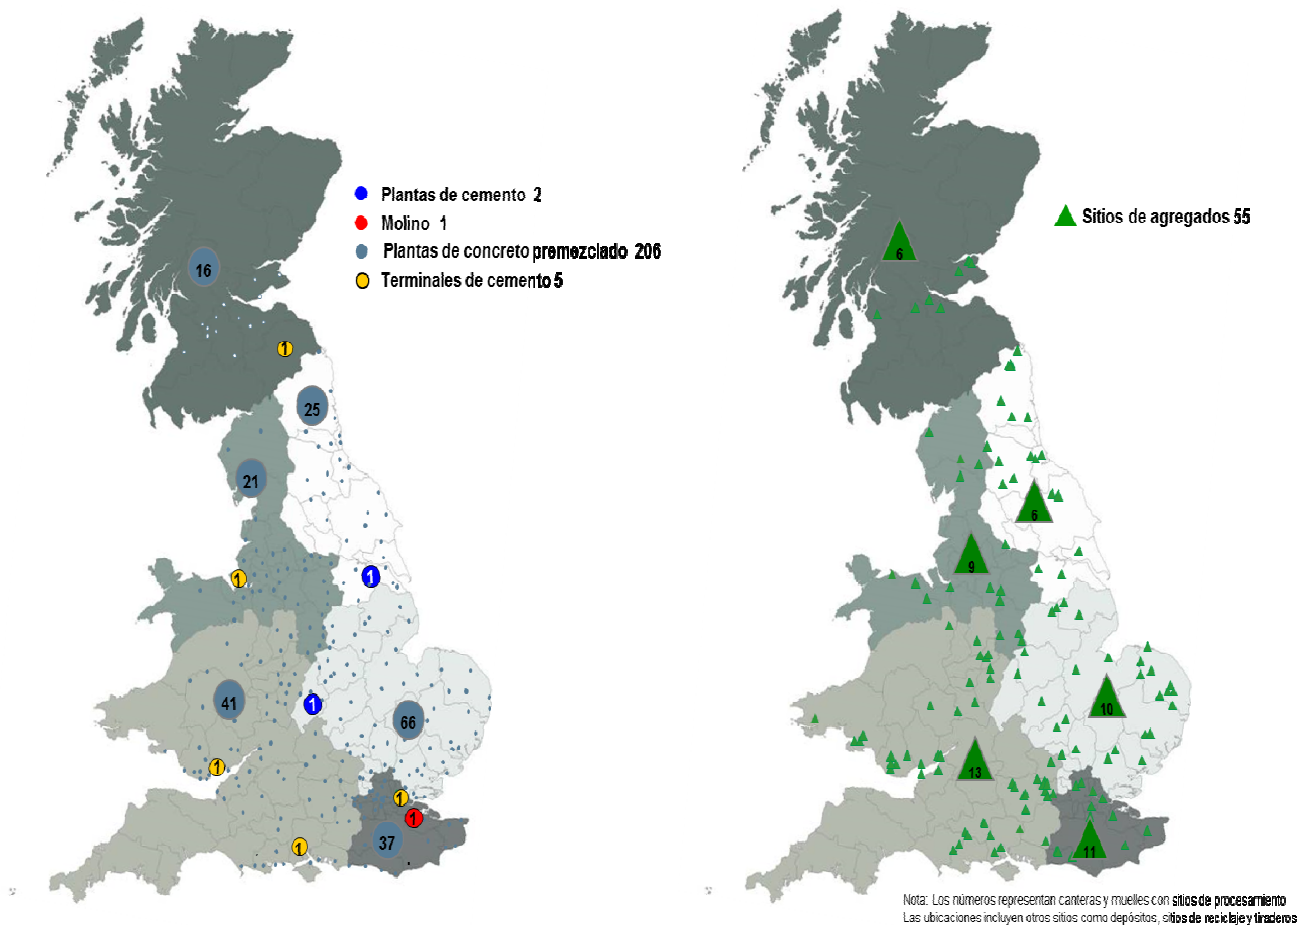 Plantas de cemento 2
Molino 1
Plantas de concreto premezclado 206
Terminales de cemento 5
16
1
25
21
1
1
41
1
66
1
1
1
37
1
Sitios de agregados 55
6
6
9
10
13
11
Nota: Los números representan canteras y muelles con sitios de procesamiento
Las ubicaciones incluyen otros sitios como depósitos, sitios de reciclaje y tiraderos